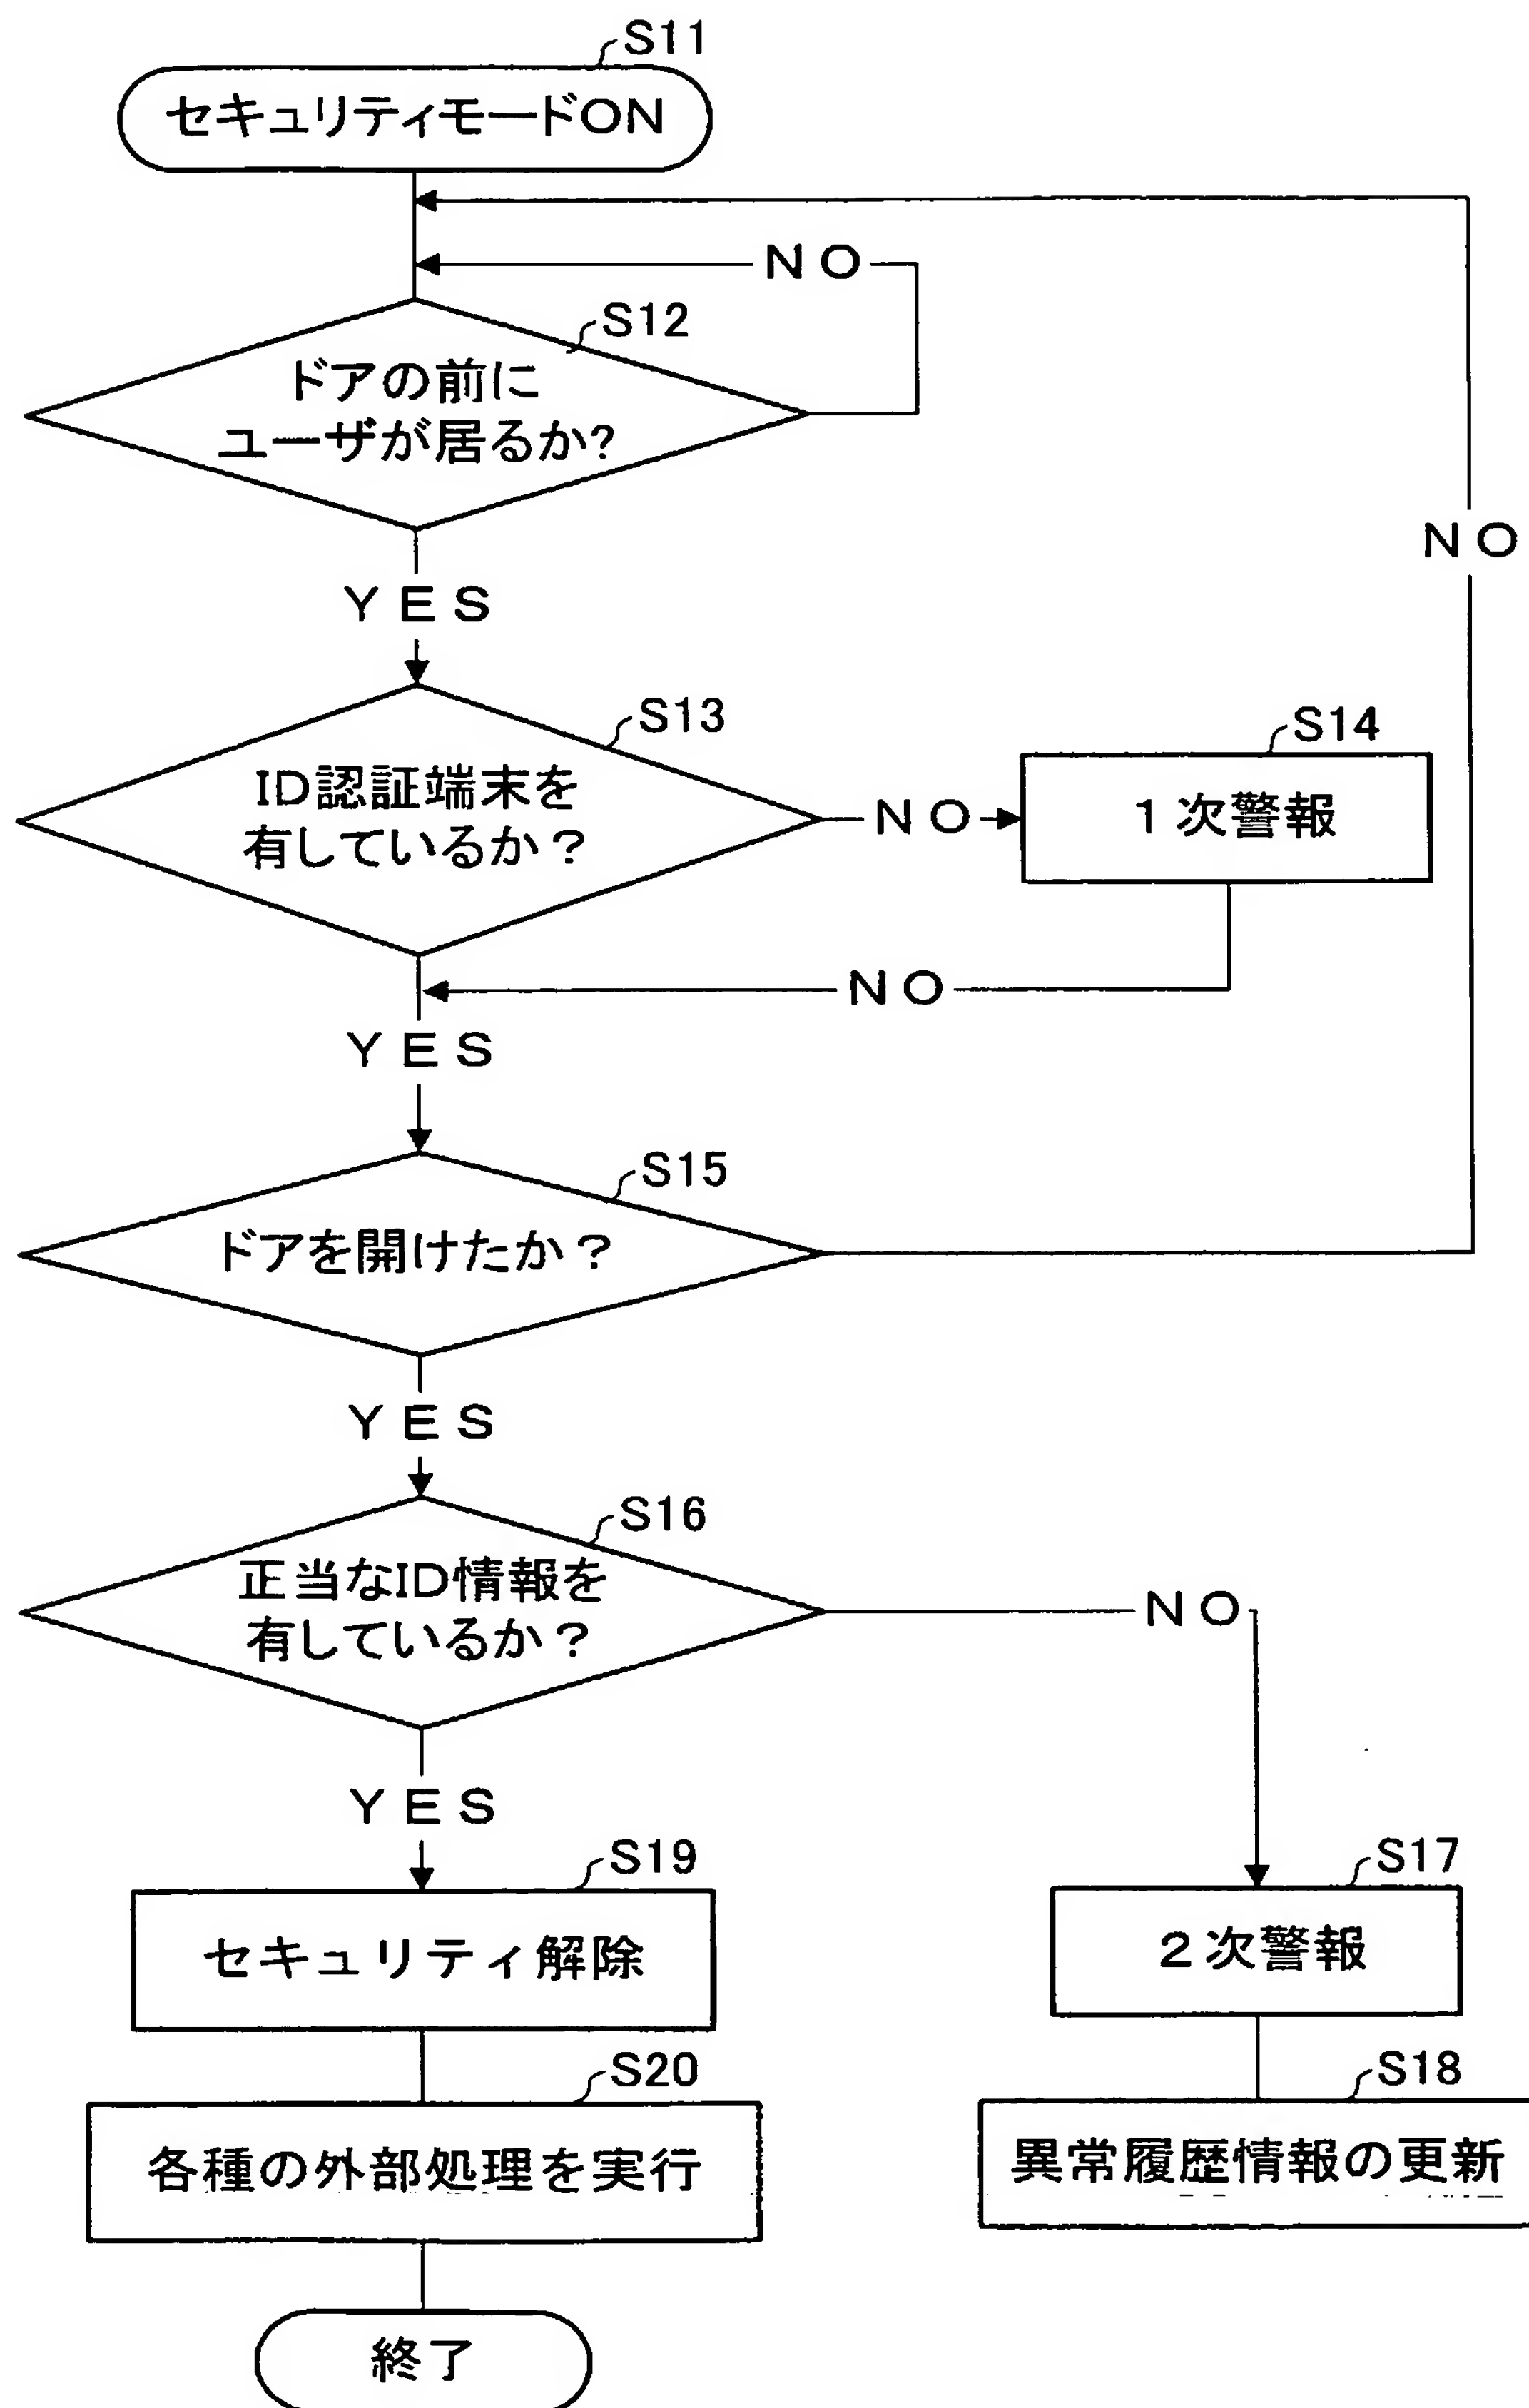 S11
セキュリティモードON
NO
S12
ドアの前に
ユーザが居るか?
NO
YES
S13
ID認証端末を
有しているか?
NO
S14
1次警報
NO
YES
S15
ドアを開けたか?
YES
S16
正当なID情報を
有しているか?
NO
YES
S19
セキュリティ解除
S17
2次警報
S20
各種の外部処理を実行
S18
異常履歴情報の更新
終了